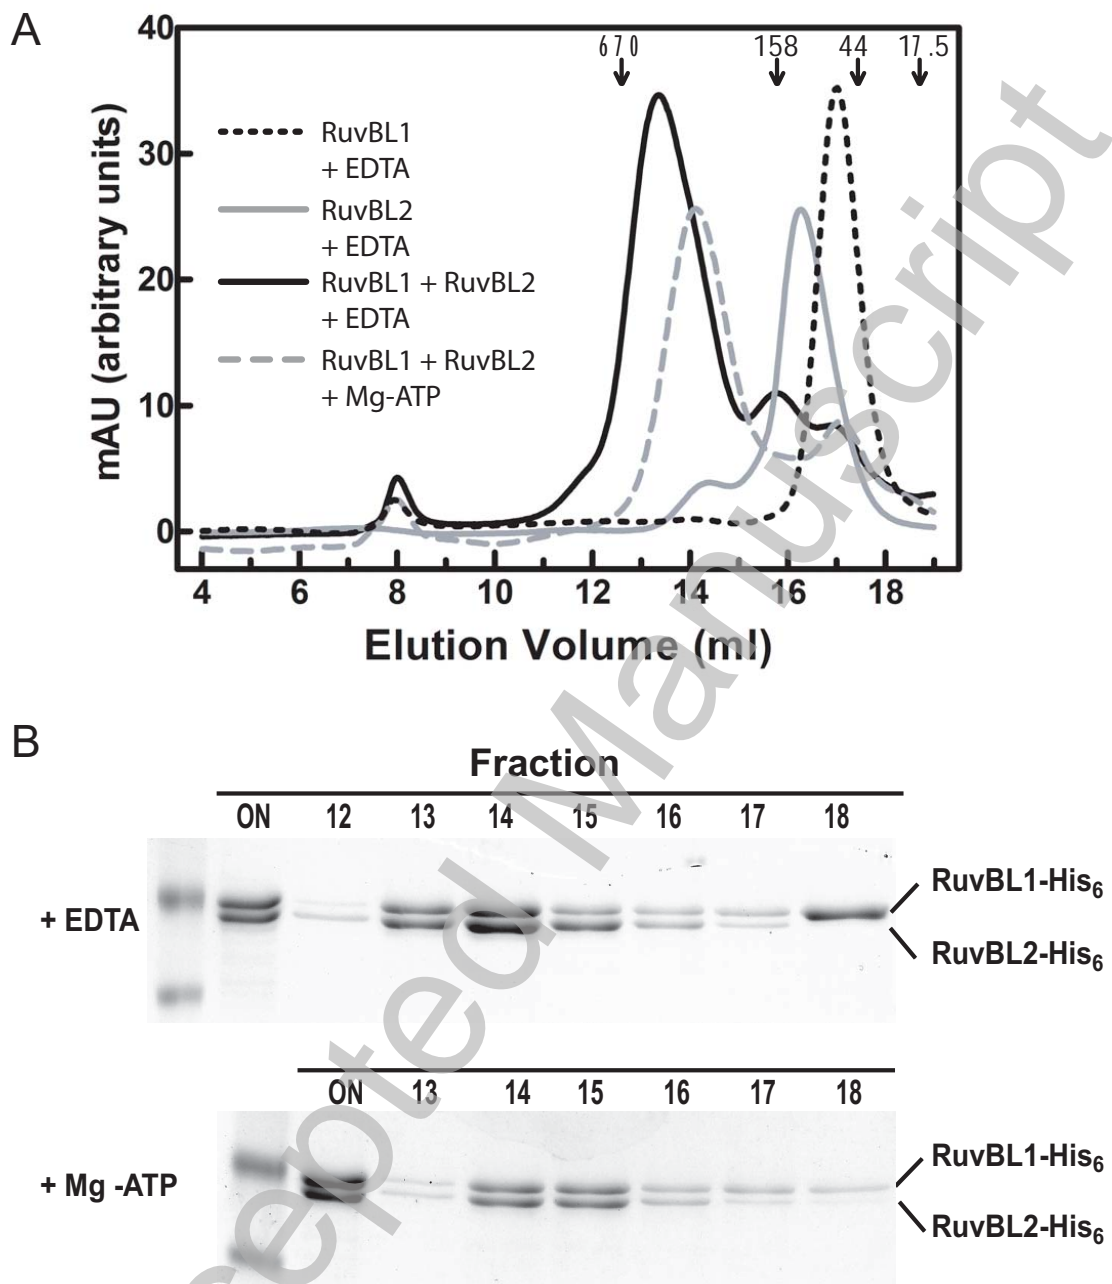 A
40
30
20
10
0
mAU (arbitrary units)
670 158 44 17.5
RuvBL1
+ EDTA
RuvBL2
+ EDTA
RuvBL1 + RuvBL2
+ EDTA
RuvBL1 + RuvBL2
+ Mg-ATP
4 6 8 10 12 14 16 18
Elution Volume (ml)
B
Fraction
ON 12 13 14 15 16 17 18
+ EDTA
RuvBL1-His6
RuvBL2-His6
ON 13 14 15 16 17 18
+ Mg -ATP
RuvBL1-His6
RuvBL2-His6
cepted Manuscript